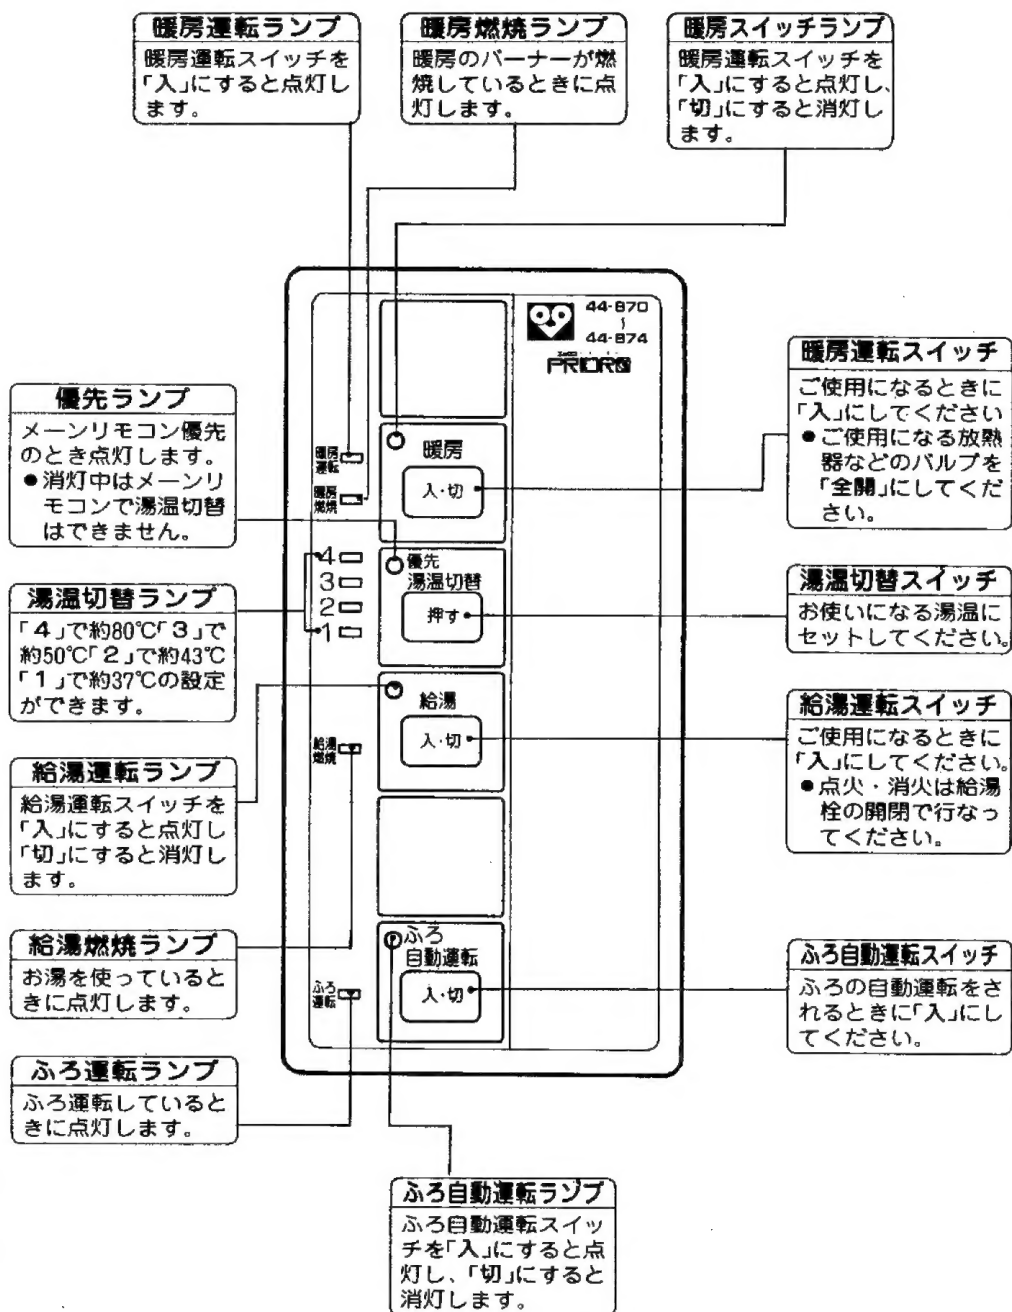 暖房運転ランプ
暖房運転スイッチを
「入」にすると点灯し
ます。
暖房燃焼ランプ
暖房のバーナーが燃
焼しているときに点
灯します。
暖房スイッチランプ
暖房運転スイッチを
「入」にすると点灯し、
「切」にすると消灯し
ます。
優先ランプ
メーンリモコン優先
のとき点灯します。
●消灯中はメーンリ
モコンで湯温切替
はできません。
湯温切替ランプ
「4」で約80℃「3」で
約50℃「2」で約43℃
「1」で約37℃の設定
ができます。
給湯運転ランプ
給湯運転スイッチを
「入」にすると点灯し
「切」にすると消灯し
ます。
給湯燃焼ランプ
お湯を使っていると
きに点灯します。
ふろ運転ランプ
ふろ運転していると
きに点灯します。
44-870
〜
44-874
PRIORO
暖房
運転
暖房
燃焼
暖房
入・切
4
3
2
1
優先
湯温切替
押す
給湯
入・切
給湯
燃焼
ふろ
自動運転
入・切
ふろ
運転
暖房運転スイッチ
ご使用になるときに
「入」にしてください
●ご使用になる放熱
器などのバルブを
「全開」にしてくだ
さい。
湯温切替スイッチ
お使いになる湯温に
セットしてください。
給湯運転スイッチ
ご使用になるときに
「入」にしてください。
●点火・消火は給湯
栓の開閉で行なっ
てください。
ふろ自動運転スイッチ
ふろの自動運転をさ
れるときに「入」にし
てください。
ふろ自動運転ランプ
ふろ自動運転スイッ
チを「入」にすると点
灯し、「切」にすると
消灯します。